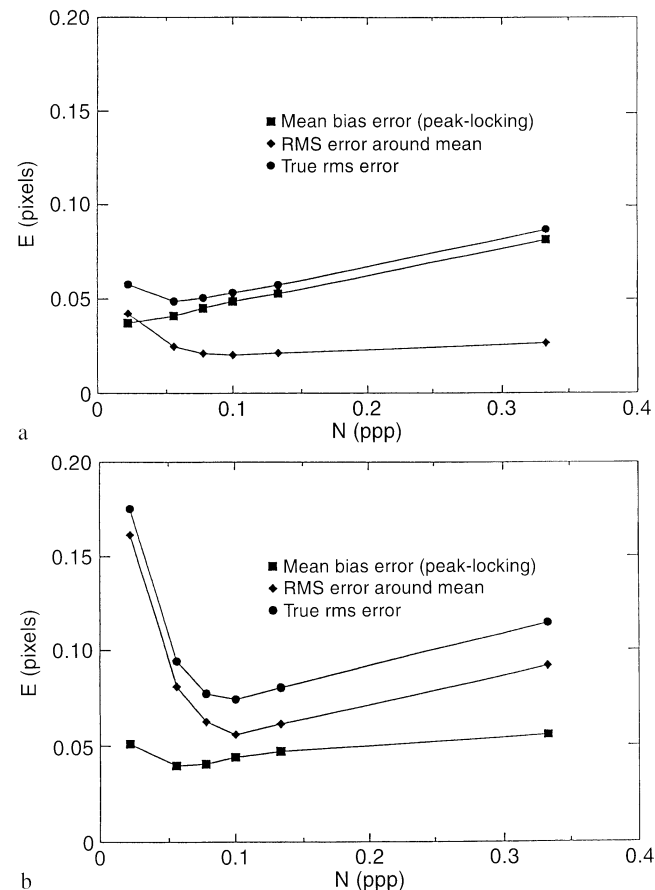 0.20
0.15
0.10
0.05
0
E (pixels)
Mean bias error (peak-locking)
RMS error around mean
True rms error
0 0.1 0.2 0.3 0.4
N (ppp)
a
0.20
0.15
0.10
0.05
0
E (pixels)
Mean bias error (peak-locking)
RMS error around mean
True rms error
0 0.1 0.2 0.3 0.4
N (ppp)
b